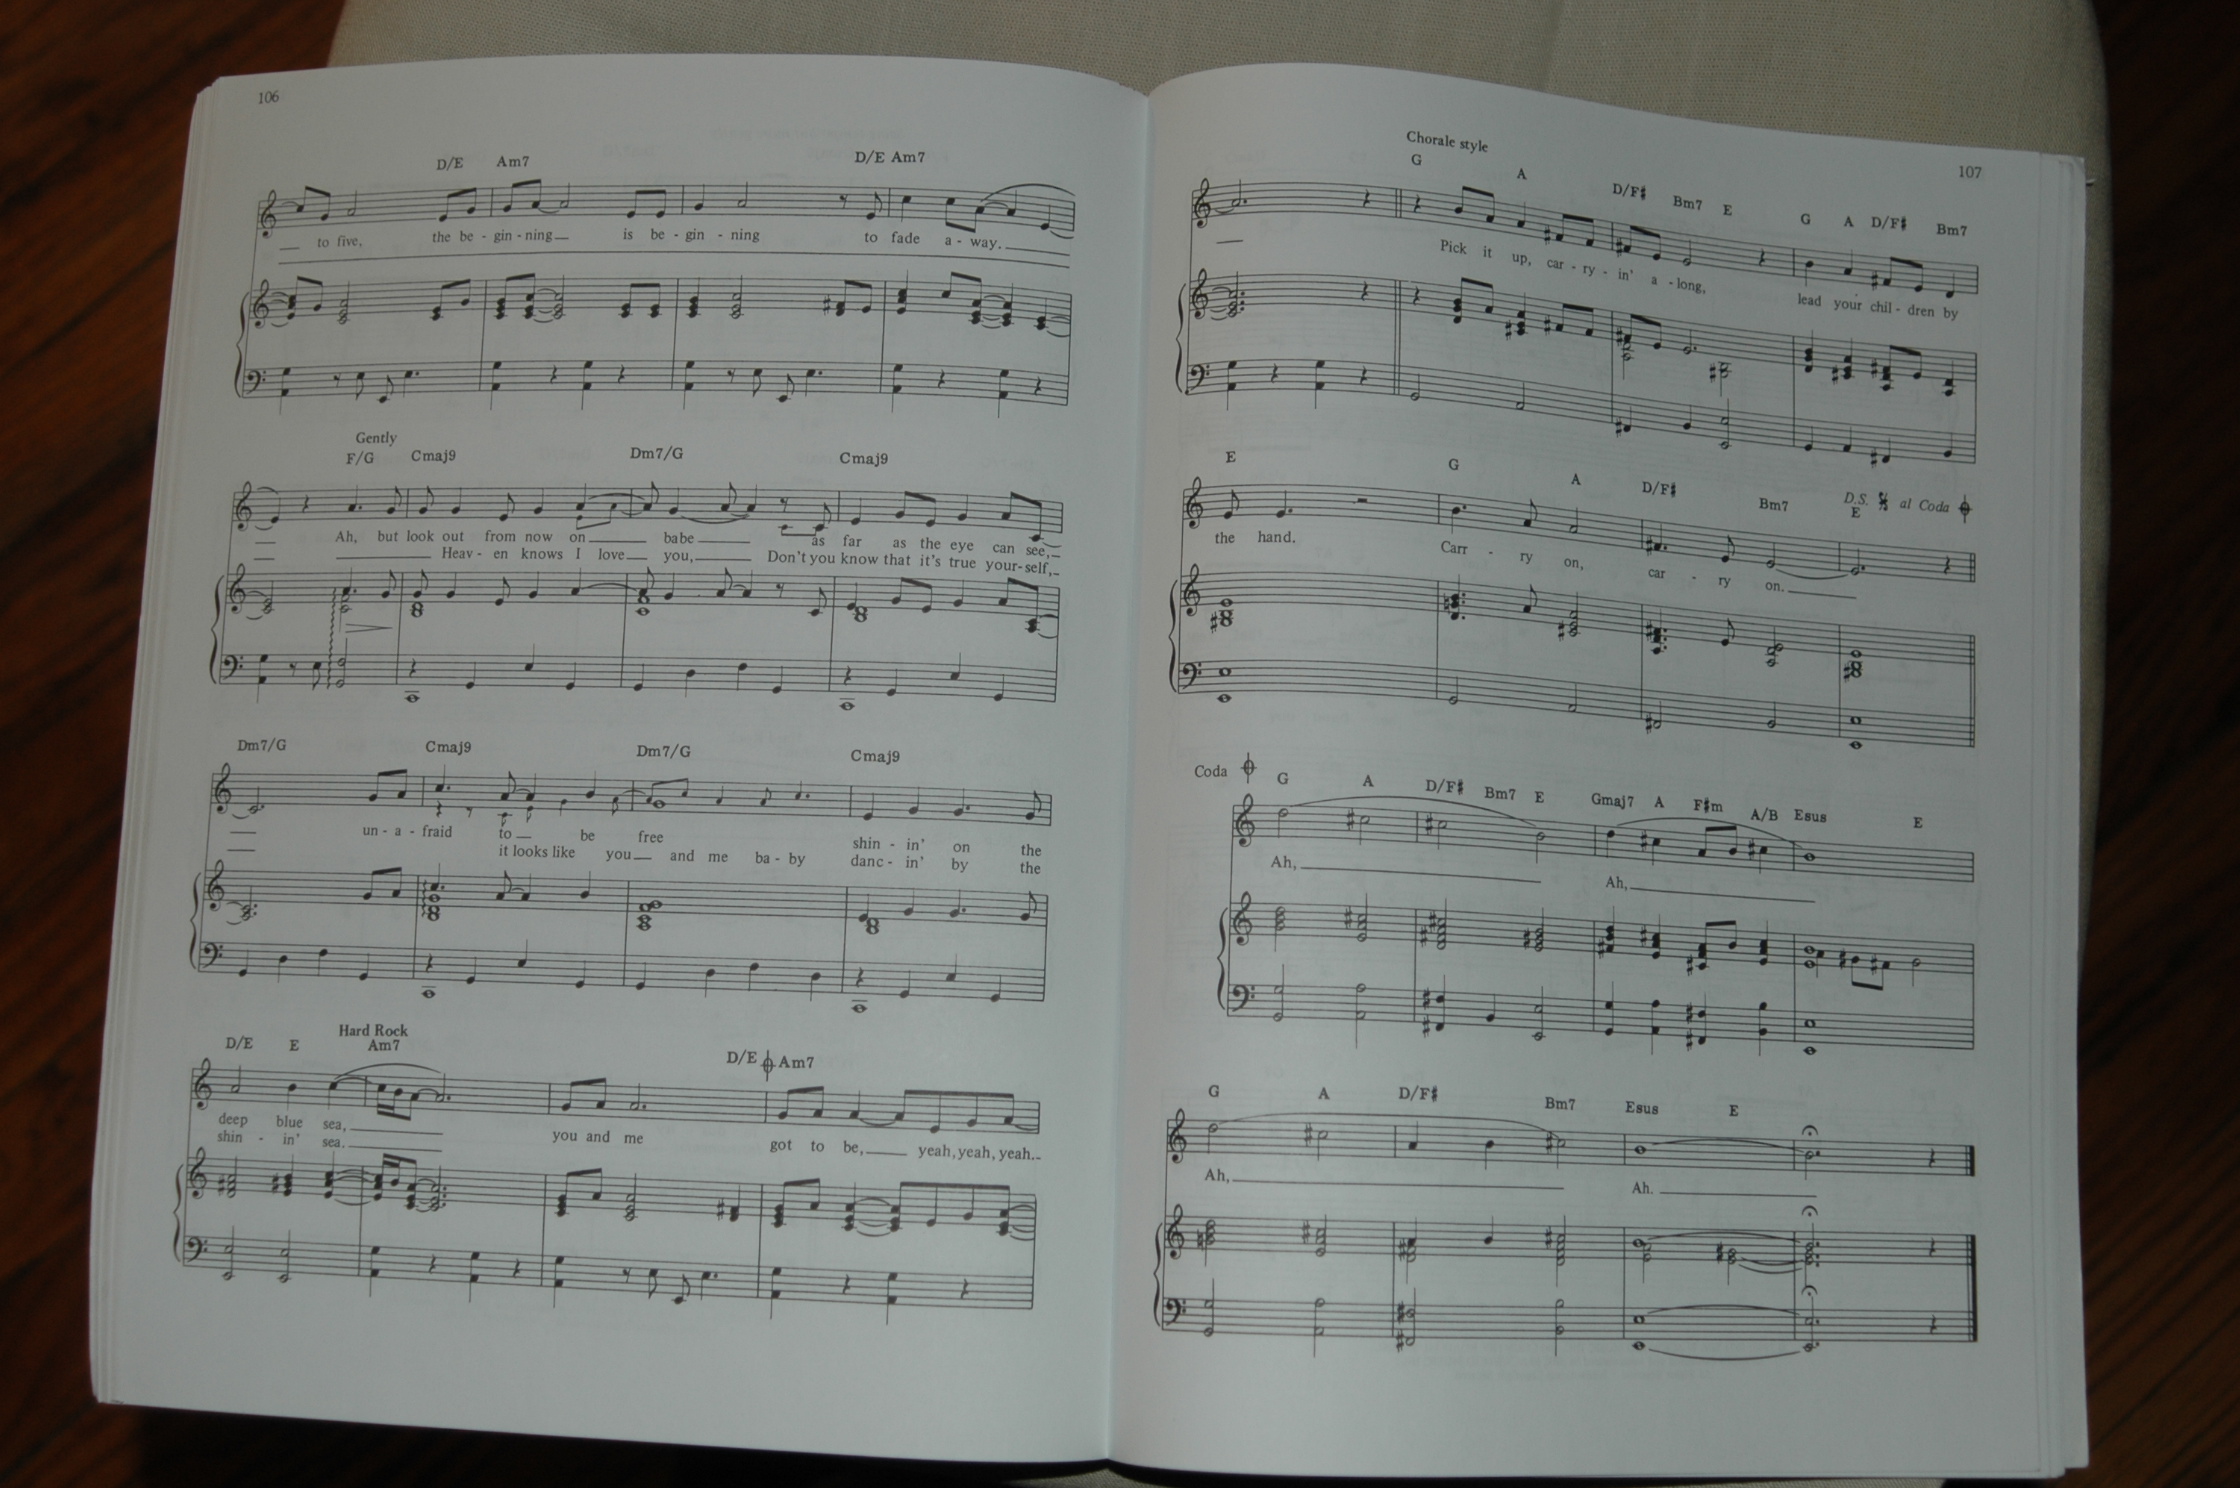 106
D/E Am7 D/E Am7
to five, the be - gin - ning is be - gin - ning to fade a - way.
Gently
F/G Cmaj9 Dm7/G Cmaj9
Ah, but look out from now on babe as far as the eye can see,
Heav - en knows I love you, Don't you know that it's true your-self,
Dm7/G Cmaj9 Dm7/G Cmaj9
un - a - fraid to be free shin - in' on the
it looks like you and me ba - by danc - in' by the
Hard Rock
D/E E Am7 D/E Am7
deep blue sea, you and me got to be, yeah, yeah, yeah.
shin - in' sea.
107
Chorale style
G A D/F♯ Bm7 E G A D/F♯ Bm7
Pick it up, car - ry - in' a - long, lead your chil - dren by
E G A D/F♯ Bm7 D.S. 𝄋 al Coda
E
the hand. Carr - ry on, car - ry on.
Coda G A D/F♯ Bm7 E Gmaj7 A F♯m A/B Esus E
Ah, Ah,
G A D/F♯ Bm7 Esus E
Ah, Ah.